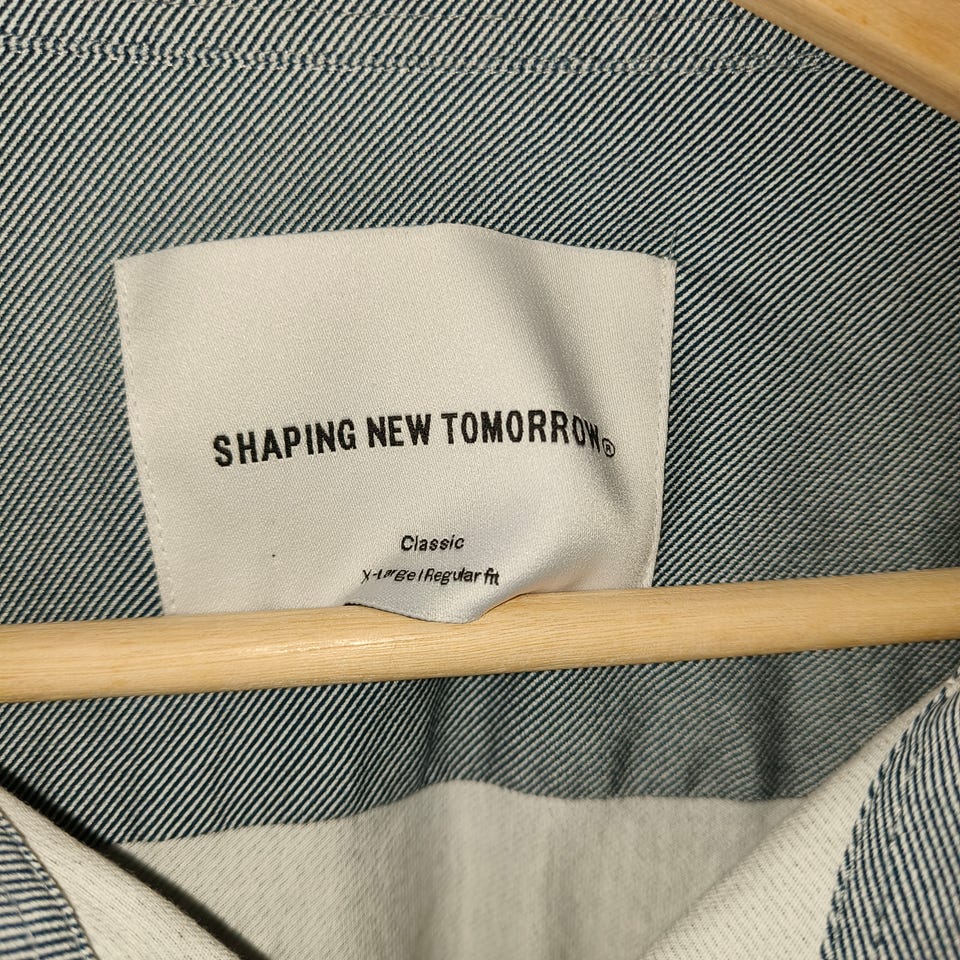 SHAPING NEW TOMORROW®
Classic
X-Large | Regular fit